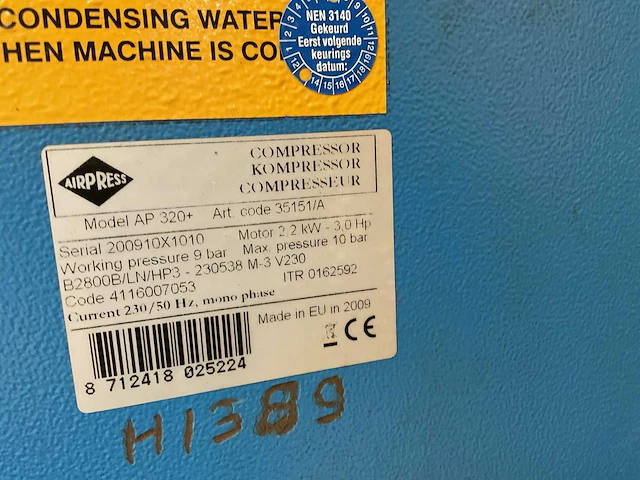 CONDENSING WATER
HEN MACHINE IS CO
NEN 3140
Gekeurd
Eerst volgende
keurings
datum:
AIRPRESS
COMPRESSOR
KOMPRESSOR
COMPRESSEUR
Model AP 320+ Art. code 35151/A
Serial 200910X1010 Motor 2,2 kW - 3,0 Hp
Working pressure 9 bar Max. pressure 10 bar
B2800B/LN/HP3 - 230538 M-3 V230
Code 4116007053 ITR 0162592
Current 230/50 Hz, mono phase
Made in EU in 2009
CE
8 712418 025224
H1389